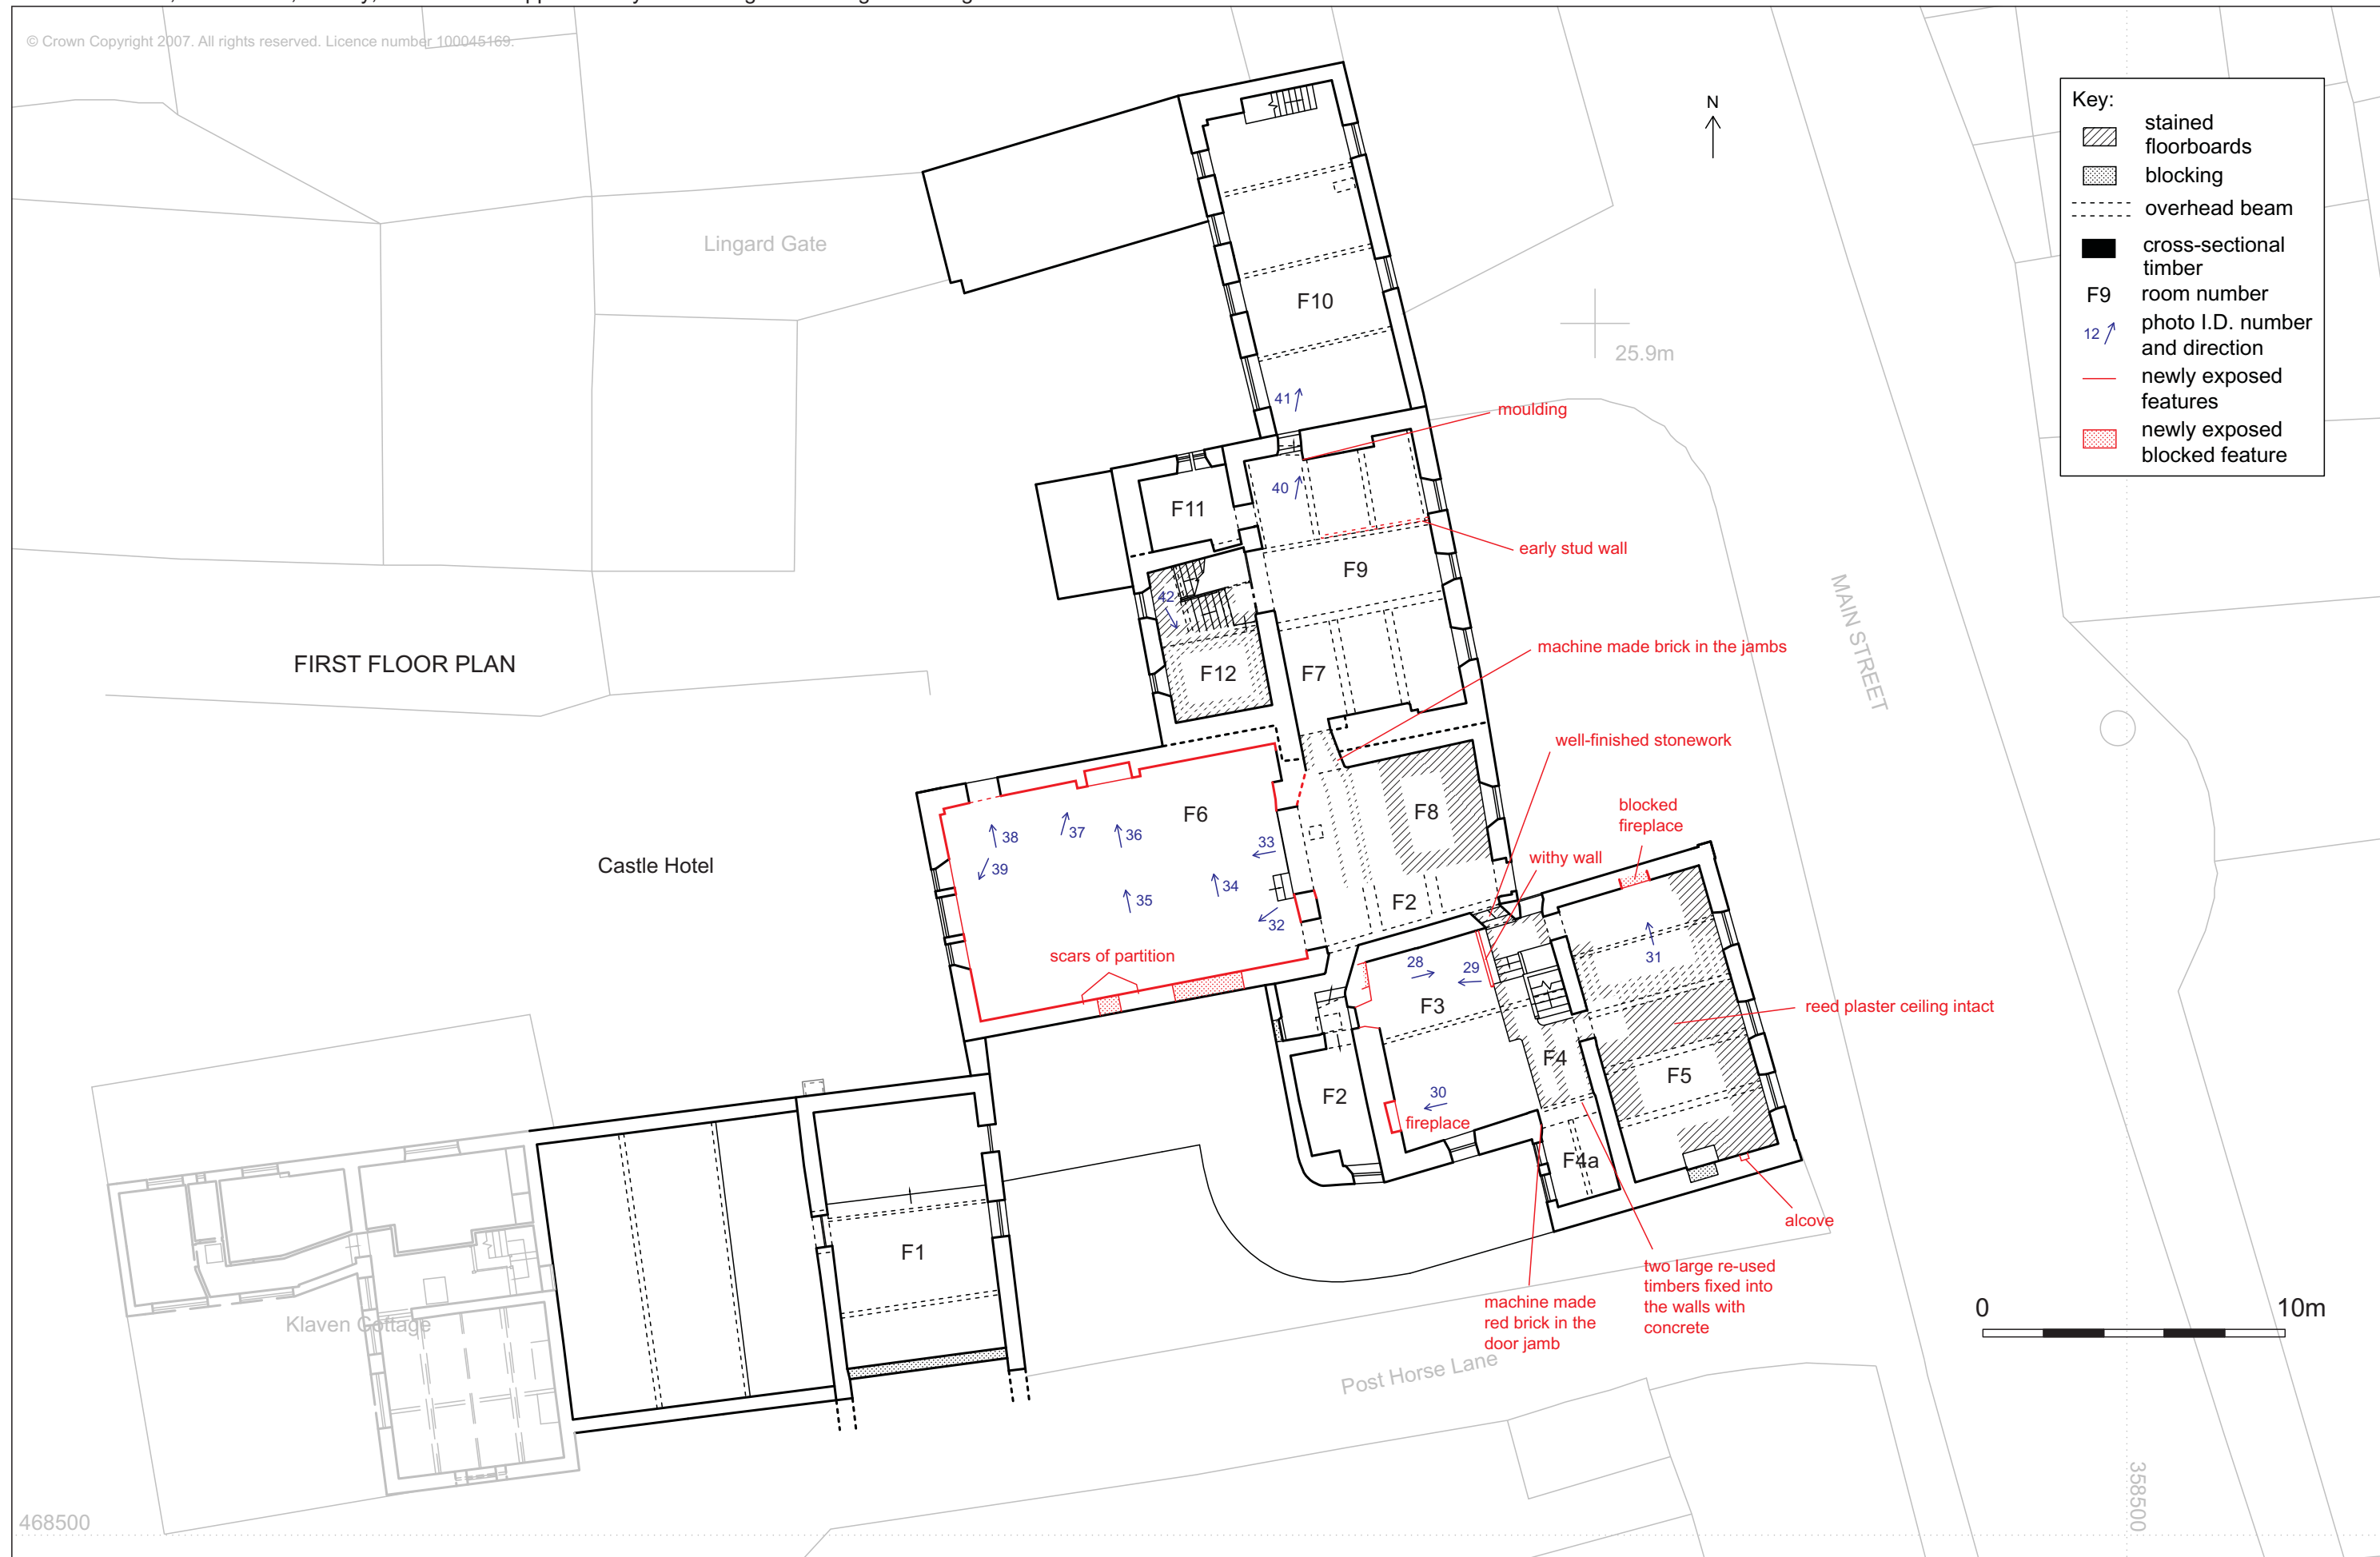 © Crown Copyright 2007. All rights reserved. Licence number 100045169.
N
Key:
stained
floorboards
blocking
overhead beam
cross-sectional
timber
F9 room number
12 photo I.D. number
and direction
newly exposed
features
newly exposed
blocked feature
Lingard Gate
F10
25.9m
41
moulding
40
F11
early stud wall
F9
42
MAIN STREET
FIRST FLOOR PLAN
machine made brick in the jambs
F12
F7
well-finished stonework
F6
F8
blocked
fireplace
38
37
36
33
withy wall
Castle Hotel
39
34
35
32
F2
scars of partition
28
29
31
F3
reed plaster ceiling intact
F4
F5
F2
30
fireplace
F4a
alcove
F1
two large re-used
timbers fixed into
the walls with
concrete
machine made
red brick in the
door jamb
Klaven Cottage
0 10m
Post Horse Lane
358500
468500